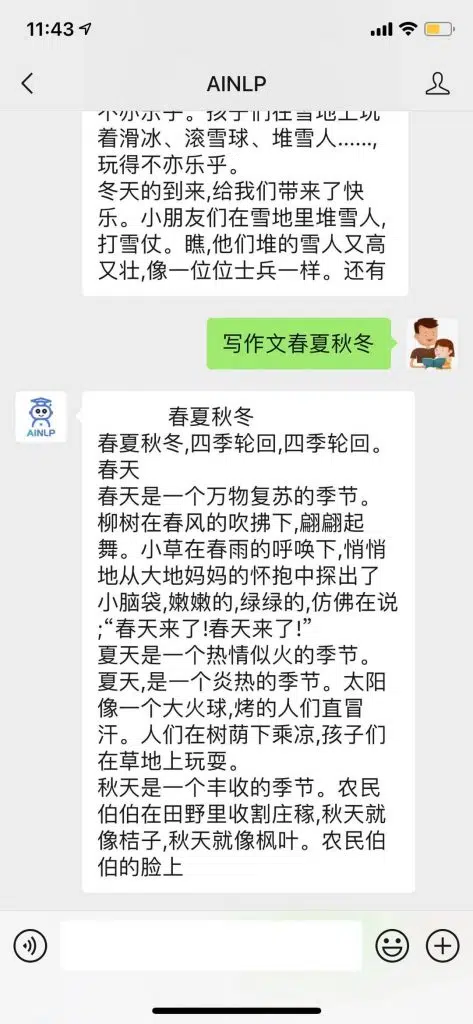 11:43
AINLP
不亦乐乎。孩子们在雪地上玩
着滑冰、滚雪球、堆雪人......,
玩得不亦乐乎。
冬天的到来,给我们带来了快
乐。小朋友们在雪地里堆雪人,
打雪仗。瞧,他们堆的雪人又高
又壮,像一位位士兵一样。还有
写作文春夏秋冬
AINLP
春夏秋冬
春夏秋冬,四季轮回,四季轮回。
春天
春天是一个万物复苏的季节。
柳树在春风的吹拂下,翩翩起
舞。小草在春雨的呼唤下,悄悄
地从大地妈妈的怀抱中探出了
小脑袋,嫩嫩的,绿绿的,仿佛在说
;“春天来了!春天来了!”
夏天是一个热情似火的季节。
夏天,是一个炎热的季节。太阳
像一个大火球,烤的人们直冒
汗。人们在树荫下乘凉,孩子们
在草地上玩耍。
秋天是一个丰收的季节。农民
伯伯在田野里收割庄稼,秋天就
像桔子,秋天就像枫叶。农民伯
伯的脸上